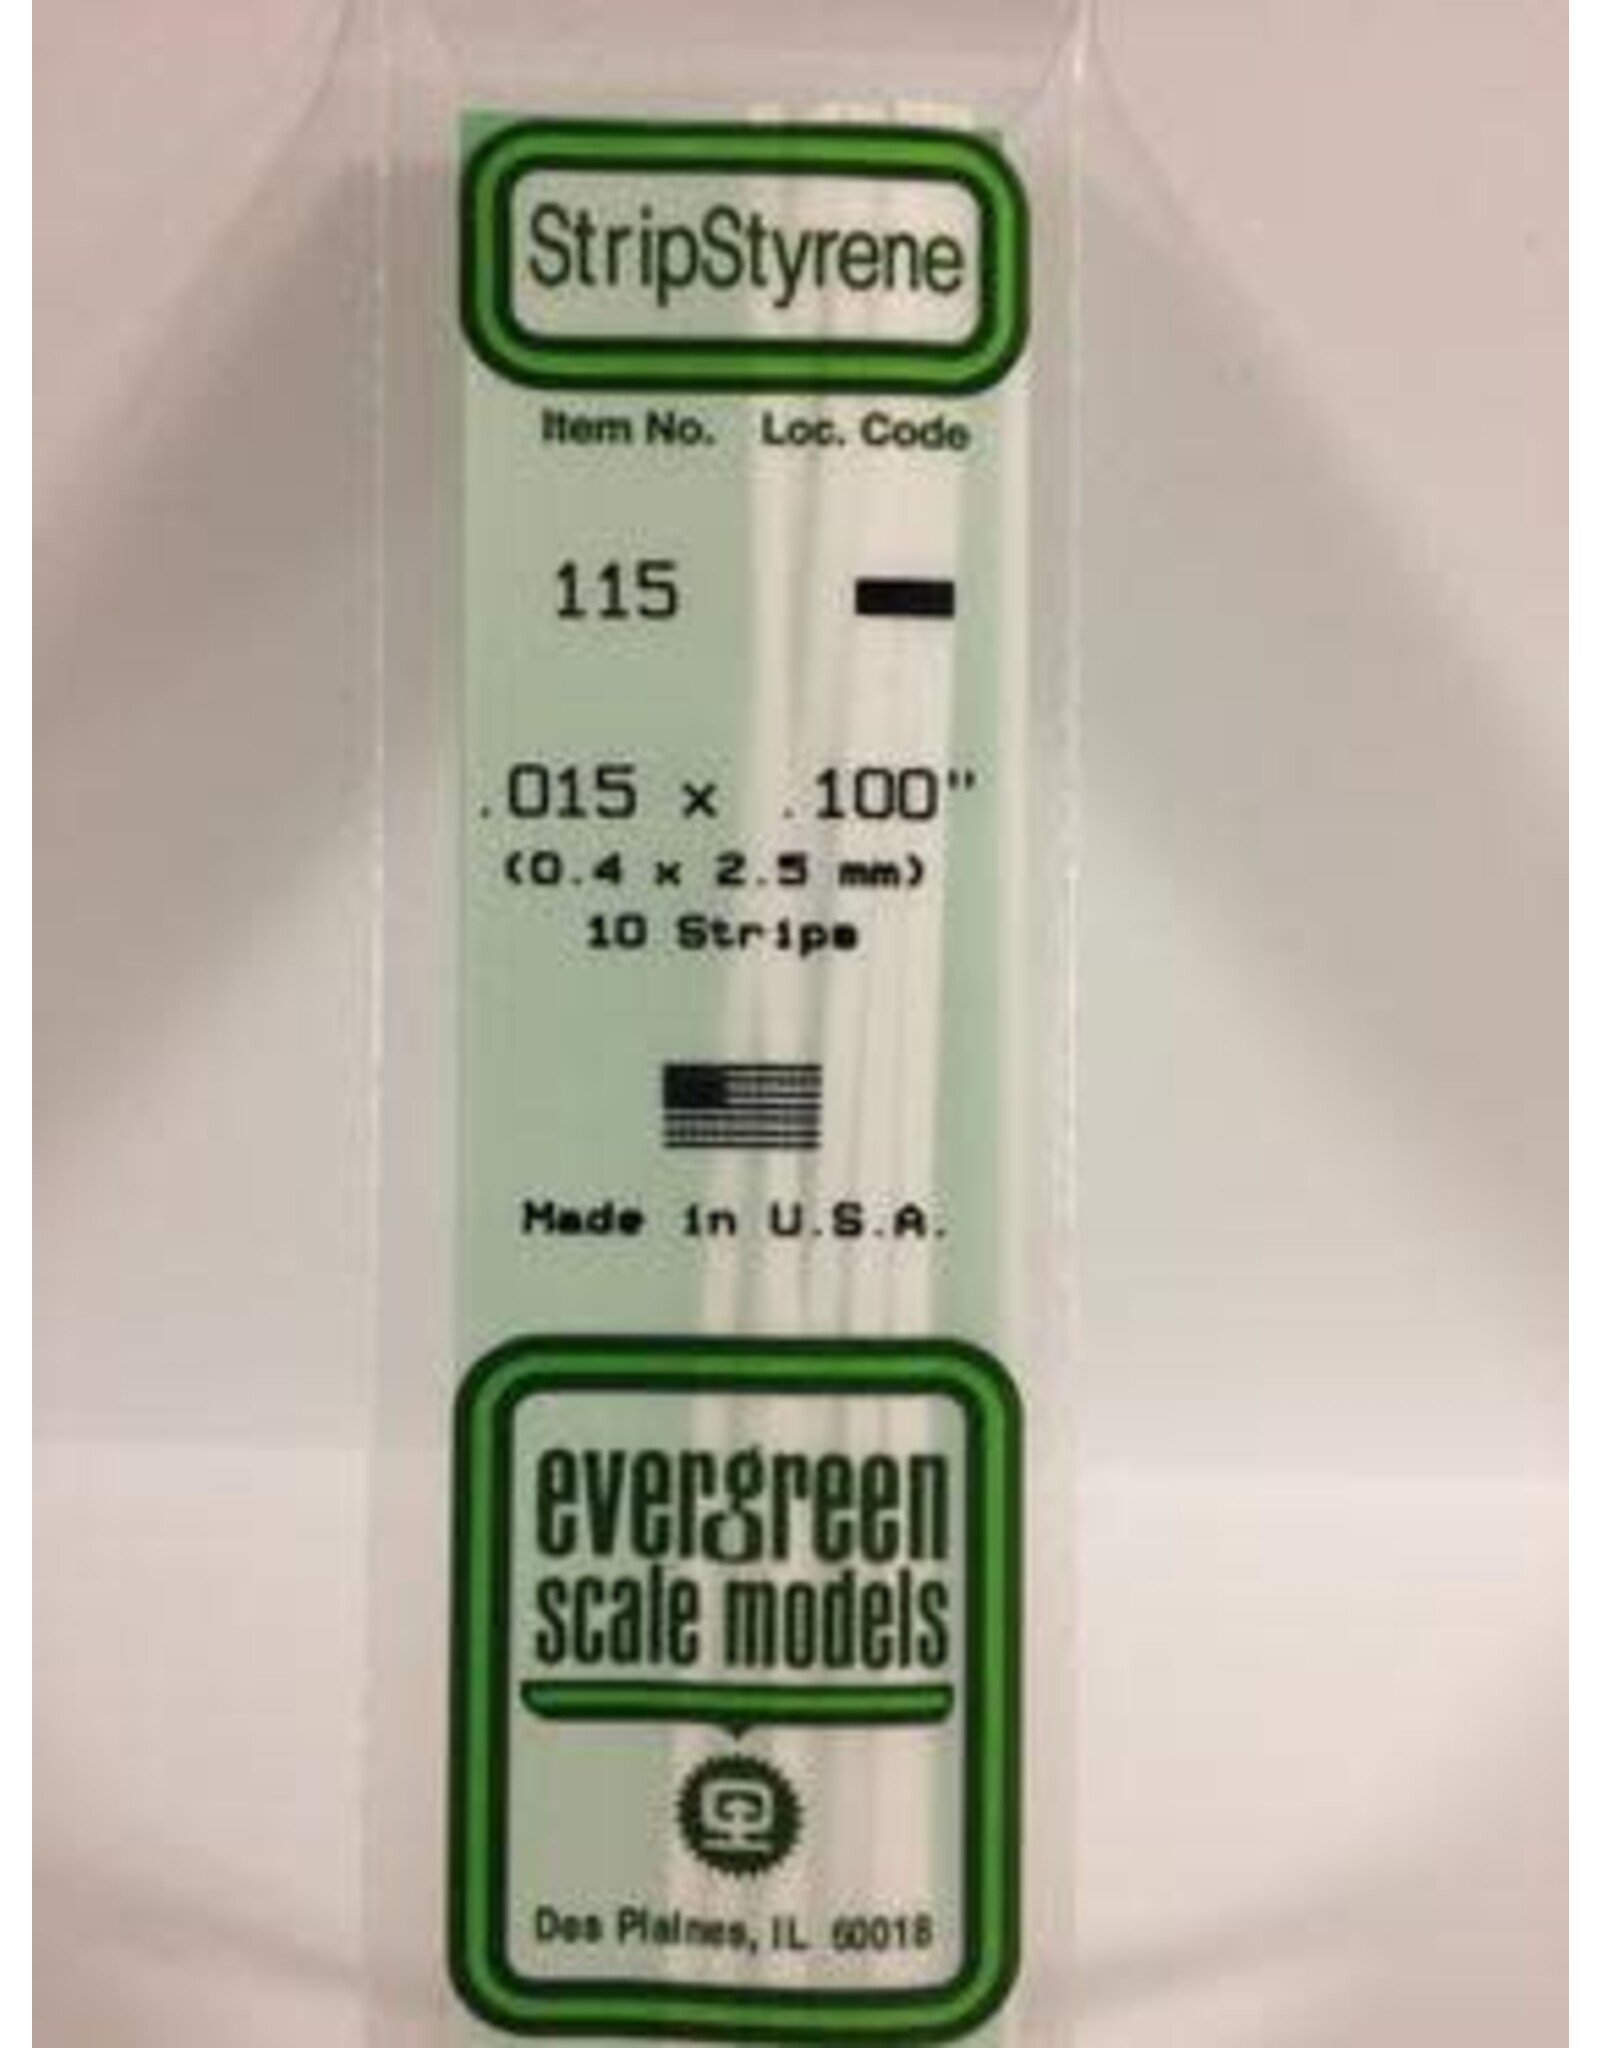 StripStyrene
Item No. Loc. Code
115
.015 x .100"
(0.4 x 2.5 mm)
10 Strips
Made in U.S.A.
evergreen
scale models
Des Plaines, IL 60018